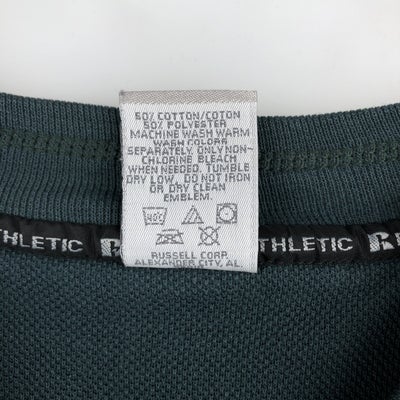 50% COTTON/COTON
50% POLYESTER
MACHINE WASH WARM
WASH COLORS
SEPARATELY. ONLY NON-
CHLORINE BLEACH
WHEN NEEDED. TUMBLE
DRY LOW. DO NOT IRON
OR DRY CLEAN
EMBLEM.
40C
RUSSELL CORP.
ALEXANDER CITY, AL.
THLETIC R
THLETIC R